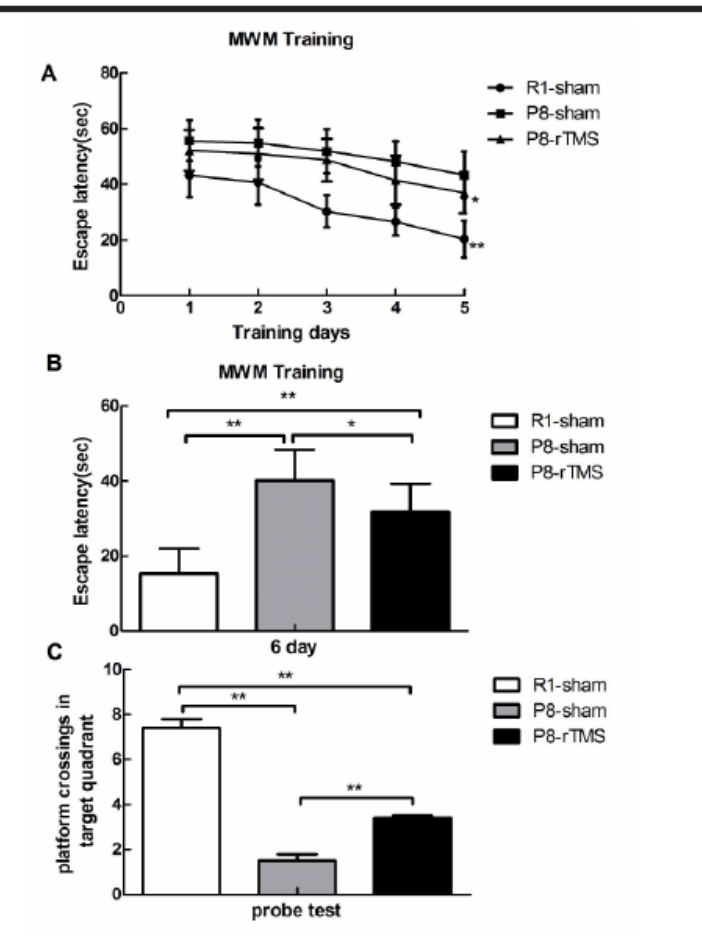 MWM Training
A
80
60
40
20
0
Escape latency(sec)
0 1 2 3 4 5
Training days
R1-sham
P8-sham
P8-rTMS
*
**
B
MWM Training
60
40
20
0
Escape latency(sec)
**
** *
6 day
R1-sham
P8-sham
P8-rTMS
C
10
8
6
4
2
0
platform crossings in
target quadrant
**
**
**
probe test
R1-sham
P8-sham
P8-rTMS